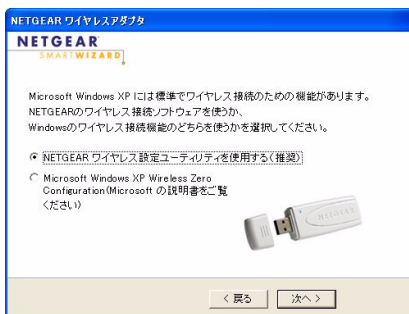 NETGEAR ワイヤレスアダプタ
NETGEAR
SMARTWIZARD
Microsoft Windows XP には標準でワイヤレス接続のための機能があります。
NETGEARのワイヤレス接続ソフトウェアを使うか、
Windowsのワイヤレス接続機能のどちらを使うかを選択してください。
NETGEAR ワイヤレス設定ユーティリティを使用する(推奨)
Microsoft Windows XP Wireless Zero
Configuration(Microsoft の説明書をご覧
ください)
NETGEAR
< 戻る
次へ >